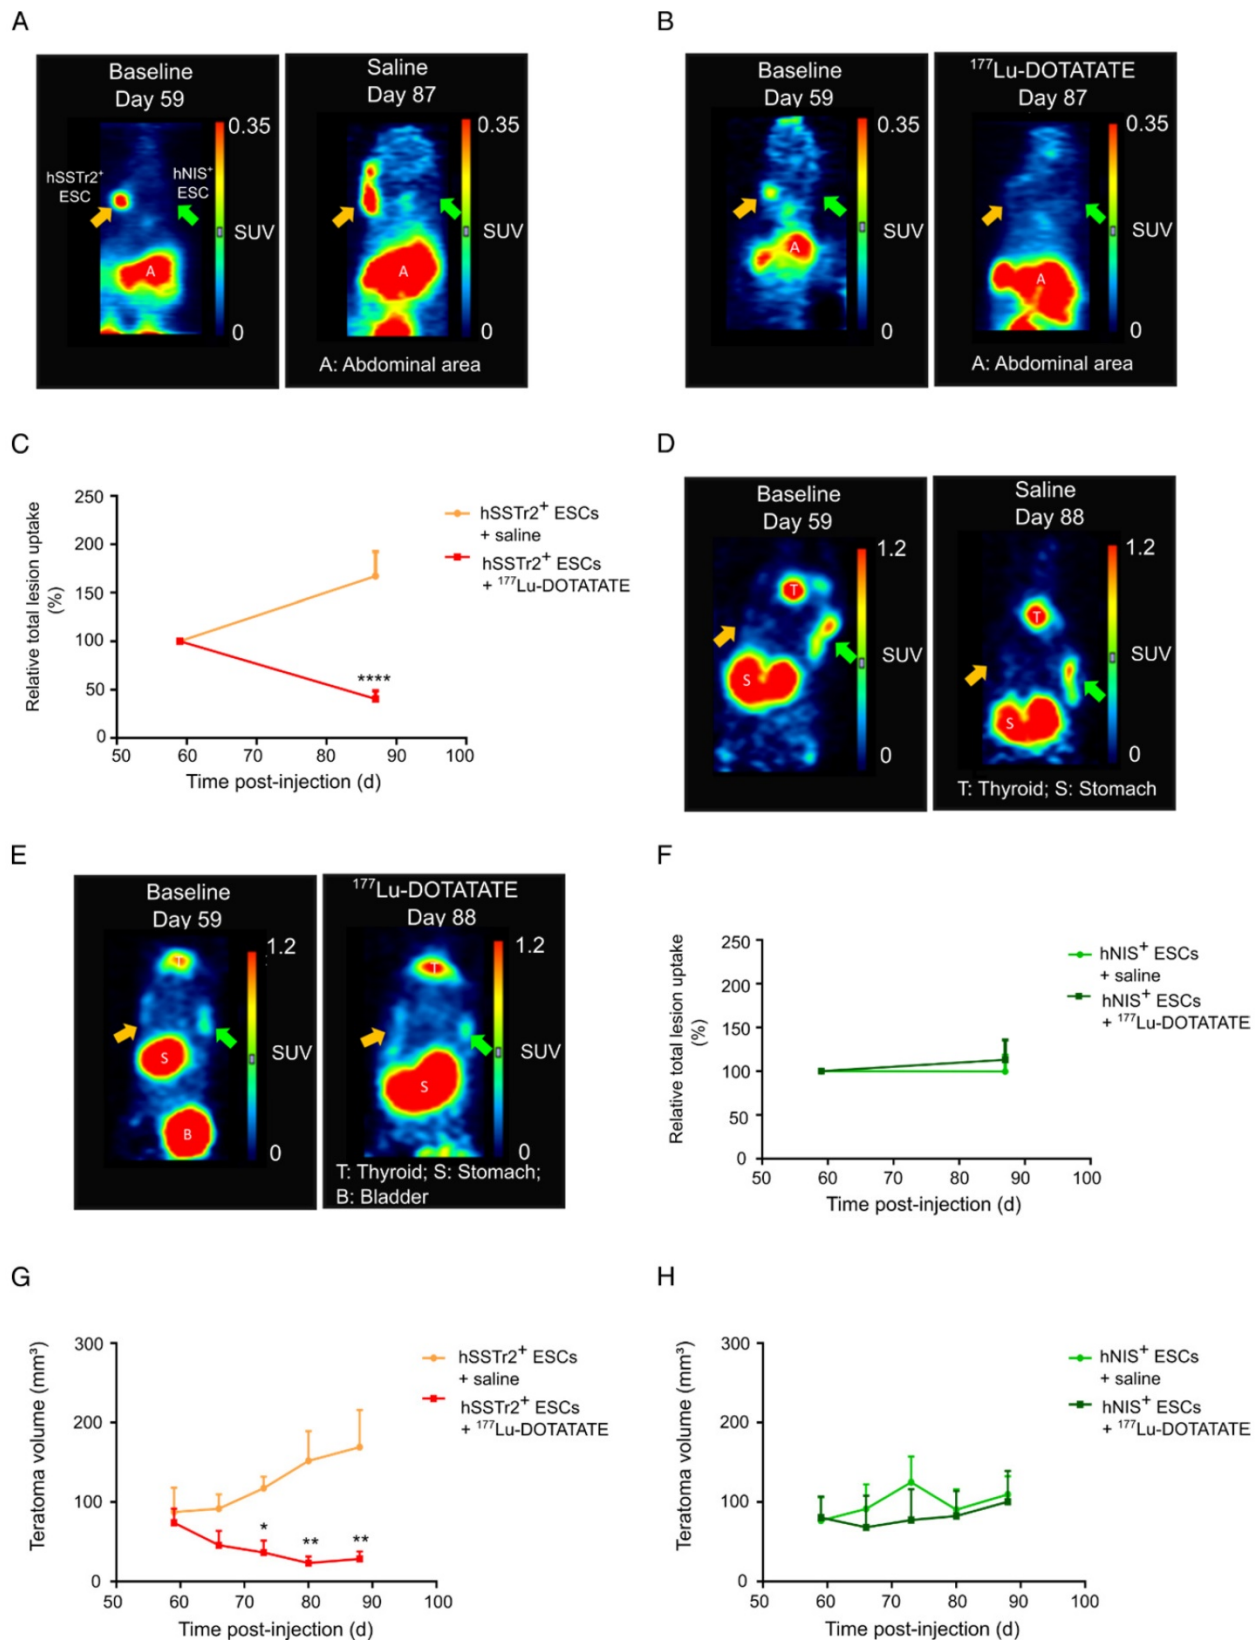 A
Baseline
Day 59
0.35
hSSTr2⁺
ESC
hNIS⁺
ESC
SUV
A
0
Saline
Day 87
0.35
SUV
A
0
A: Abdominal area
B
Baseline
Day 59
0.35
SUV
A
0
¹⁷⁷Lu-DOTATATE
Day 87
0.35
SUV
A
0
A: Abdominal area
C
Relative total lesion uptake
(%)
250
200
150
100
50
0
****
50 60 70 80 90 100
Time post-injection (d)
hSSTr2⁺ ESCs
+ saline
hSSTr2⁺ ESCs
+ ¹⁷⁷Lu-DOTATATE
D
Baseline
Day 59
1.2
T
SUV
S
0
Saline
Day 88
1.2
T
SUV
S
0
T: Thyroid; S: Stomach
E
Baseline
Day 59
1.2
T
SUV
S
B
0
¹⁷⁷Lu-DOTATATE
Day 88
1.2
T
SUV
S
0
T: Thyroid; S: Stomach;
B: Bladder
F
Relative total lesion uptake
(%)
250
200
150
100
50
0
50 60 70 80 90 100
Time post-injection (d)
hNIS⁺ ESCs
+ saline
hNIS⁺ ESCs
+ ¹⁷⁷Lu-DOTATATE
G
Teratoma volume (mm³)
300
200
100
0
* ** **
50 60 70 80 90 100
Time post-injection (d)
hSSTr2⁺ ESCs
+ saline
hSSTr2⁺ ESCs
+ ¹⁷⁷Lu-DOTATATE
H
Teratoma volume (mm³)
300
200
100
0
50 60 70 80 90 100
Time post-injection (d)
hNIS⁺ ESCs
+ saline
hNIS⁺ ESCs
+ ¹⁷⁷Lu-DOTATATE